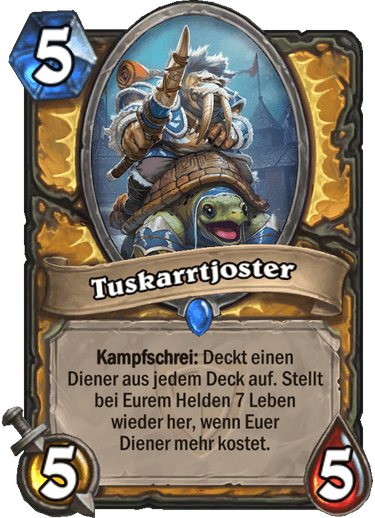 5
Tuskarrtjoster
Kampfschrei: Deckt einen
Diener aus jedem Deck auf. Stellt
bei Eurem Helden 7 Leben
wieder her, wenn Euer
Diener mehr kostet.
5
5